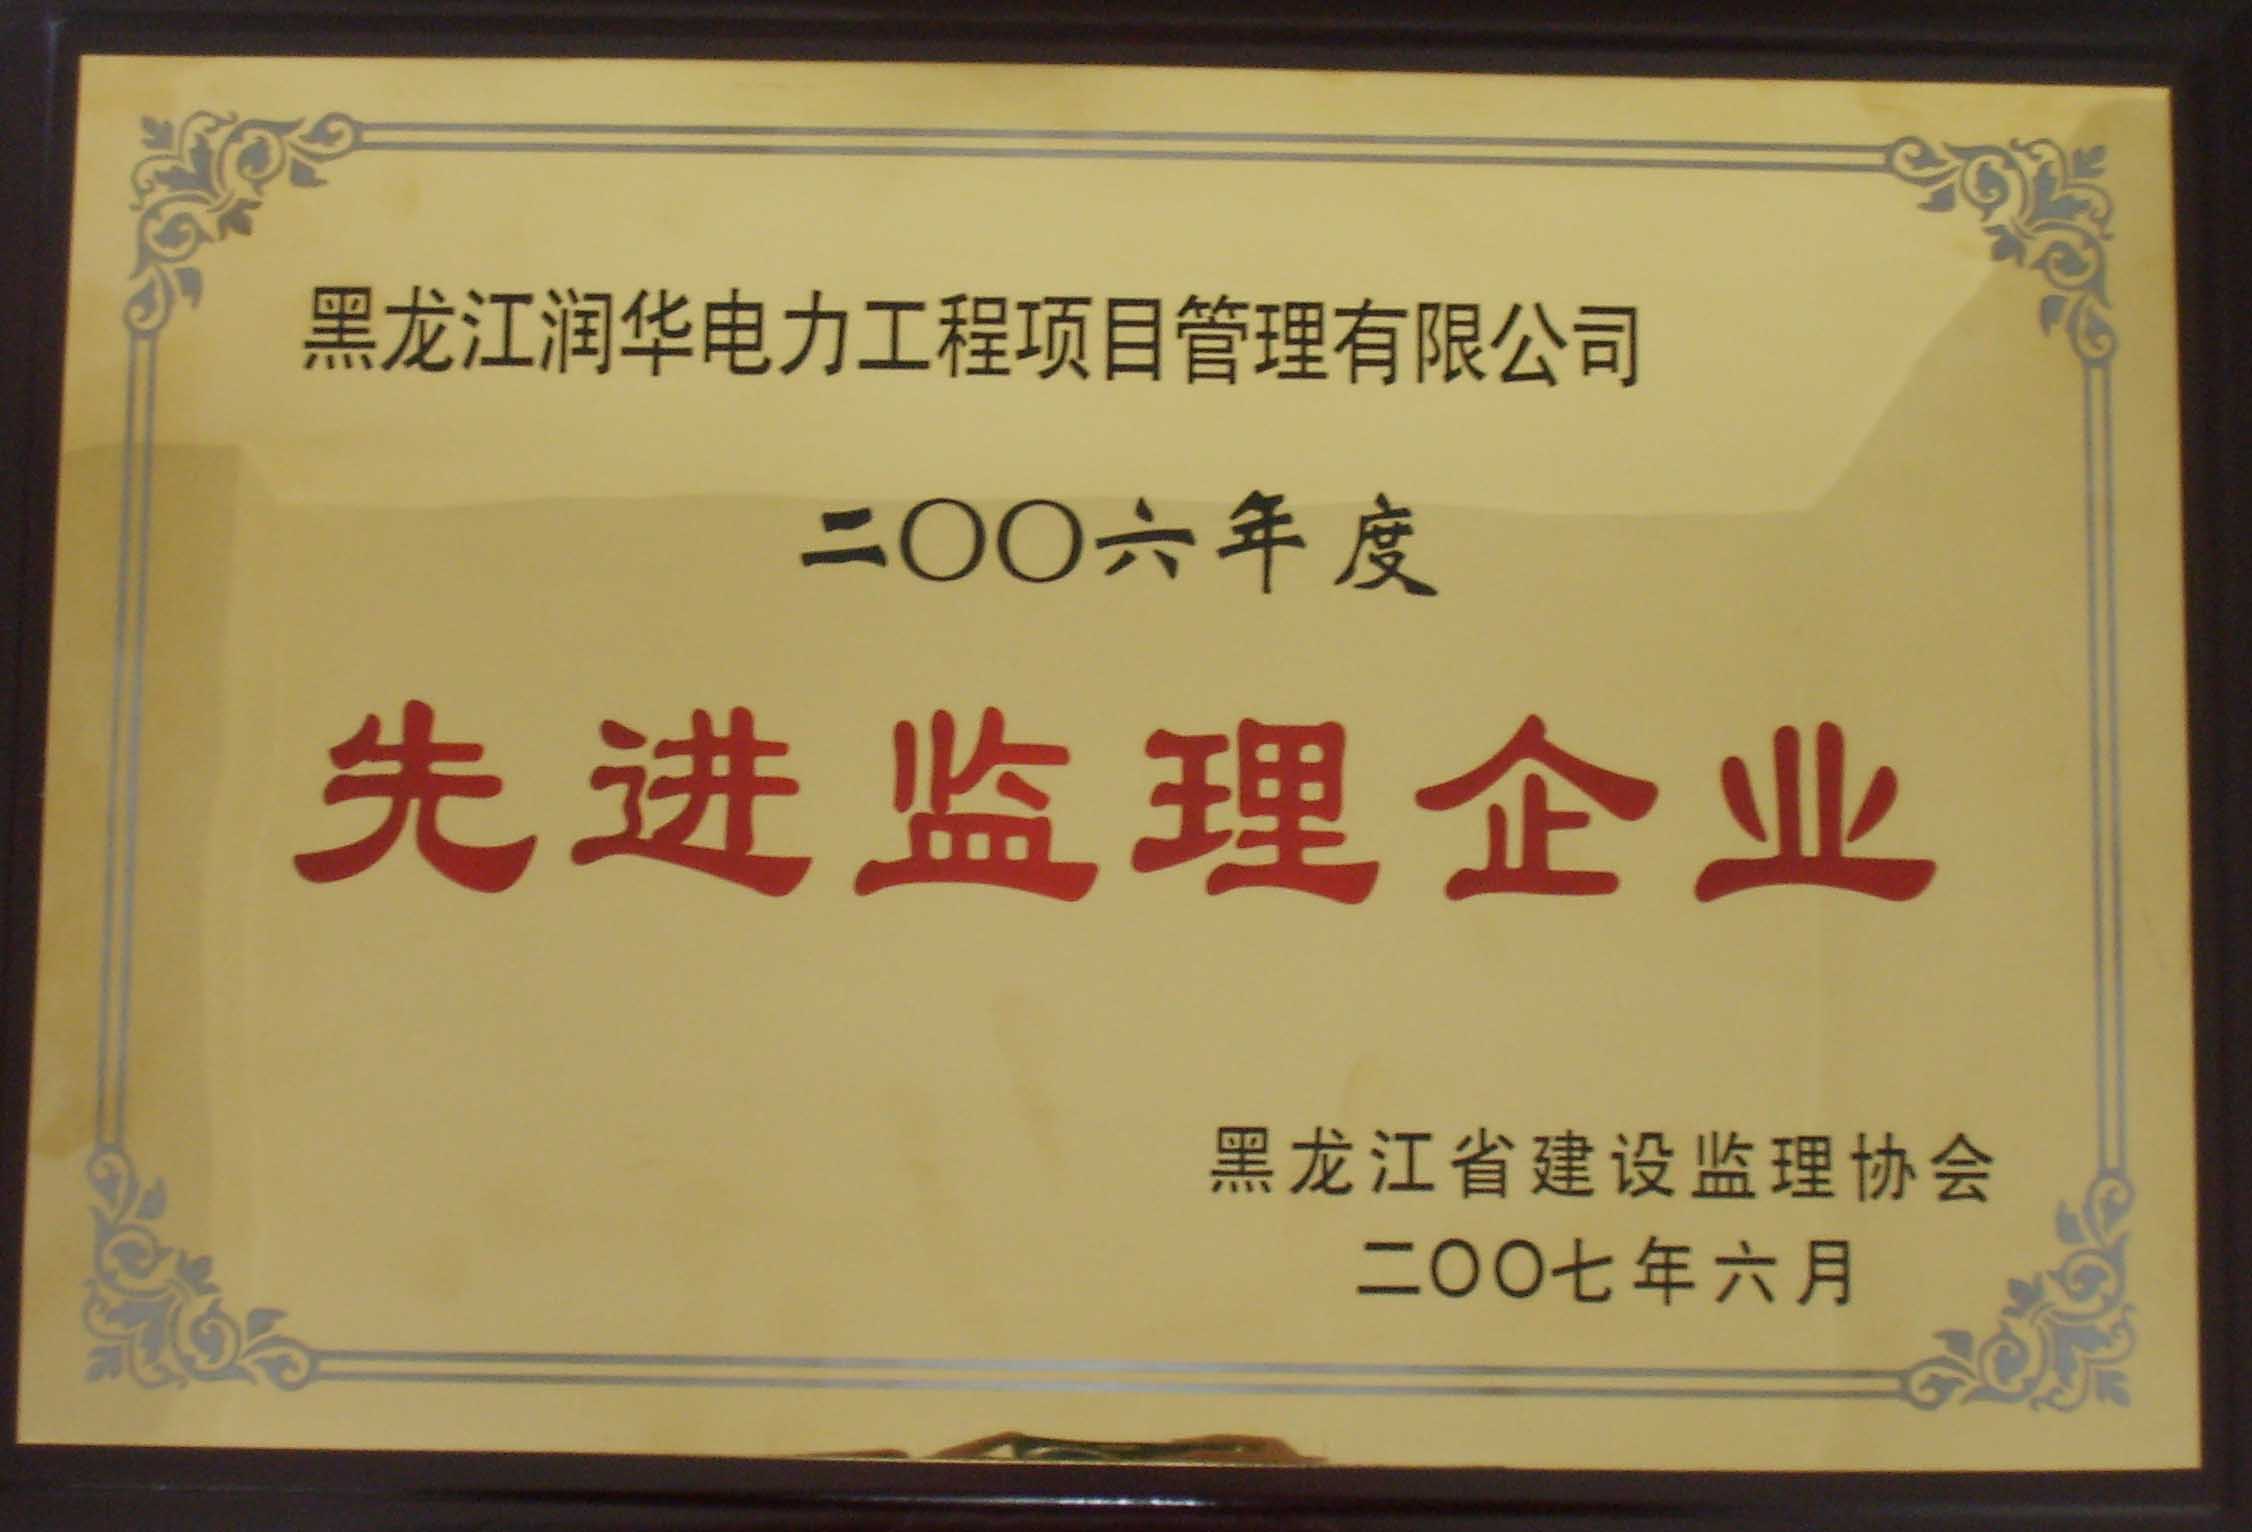 黑龙江润华电力工程项目管理有限公司
二〇〇六年度
先进监理企业
黑龙江省建设监理协会
二〇〇七年六月